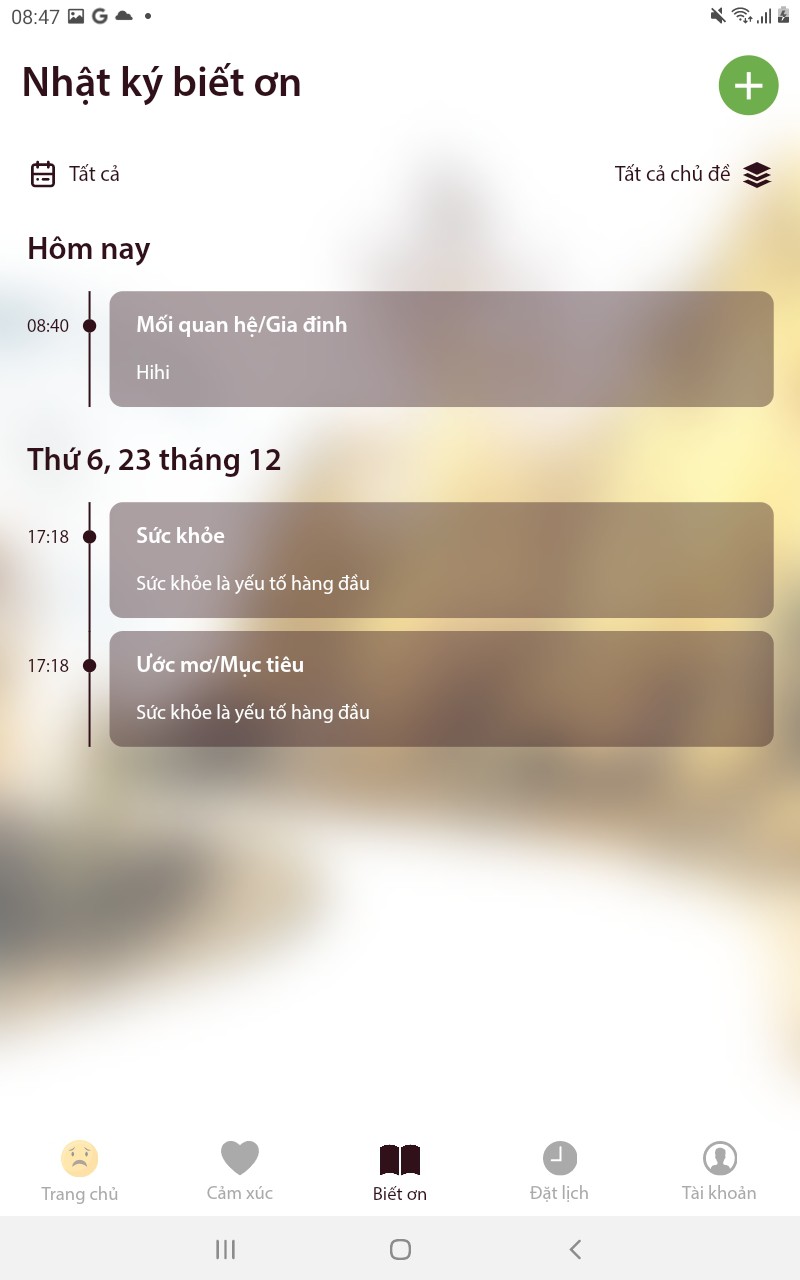 08:47
Nhật ký biết ơn
Tất cả
Tất cả chủ đề
Hôm nay
08:40
Mối quan hệ/Gia đinh
Hihi
Thứ 6, 23 tháng 12
17:18
Sức khỏe
Sức khỏe là yếu tố hàng đầu
17:18
Ước mơ/Mục tiêu
Sức khỏe là yếu tố hàng đầu
Trang chủ
Cảm xúc
Biết ơn
Đặt lịch
Tài khoản